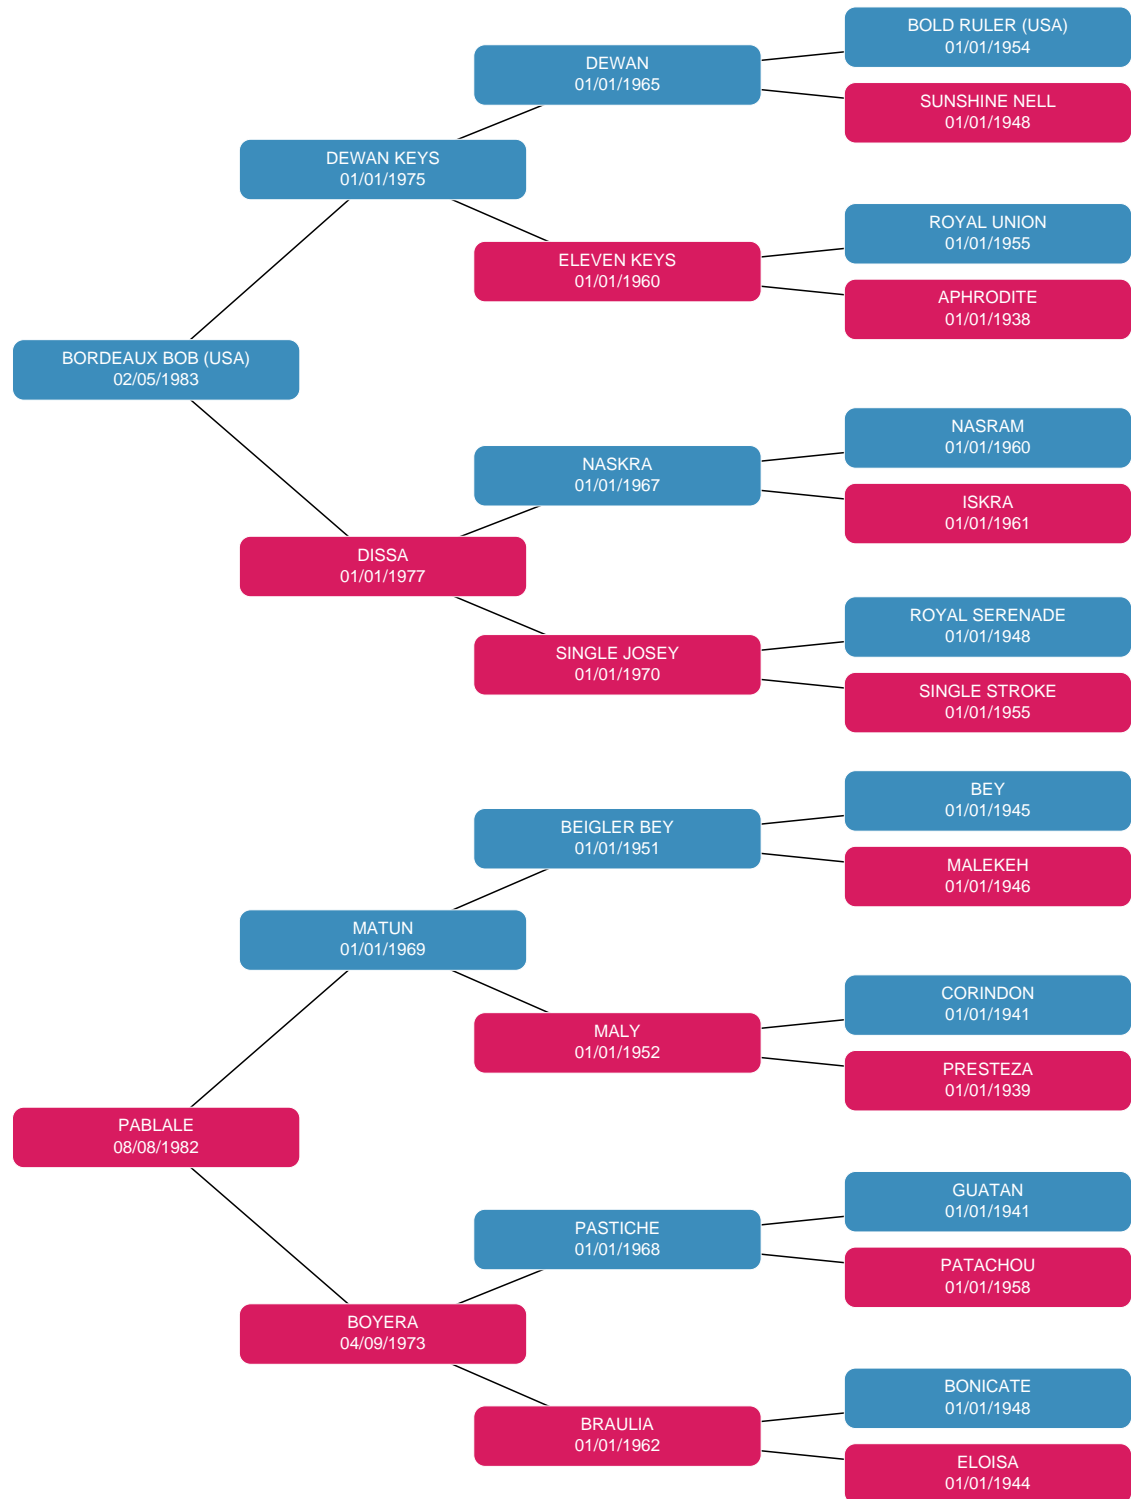 BOLD RULER (USA)
01/01/1954
DEWAN
01/01/1965
SUNSHINE NELL
01/01/1948
DEWAN KEYS
01/01/1975
ROYAL UNION
01/01/1955
ELEVEN KEYS
01/01/1960
APHRODITE
01/01/1938
BORDEAUX BOB (USA)
02/05/1983
NASRAM
01/01/1960
NASKRA
01/01/1967
ISKRA
01/01/1961
DISSA
01/01/1977
ROYAL SERENADE
01/01/1948
SINGLE JOSEY
01/01/1970
SINGLE STROKE
01/01/1955
BEY
01/01/1945
BEIGLER BEY
01/01/1951
MALEKEH
01/01/1946
MATUN
01/01/1969
CORINDON
01/01/1941
MALY
01/01/1952
PRESTEZA
01/01/1939
PABLALE
08/08/1982
GUATAN
01/01/1941
PASTICHE
01/01/1968
PATACHOU
01/01/1958
BOYERA
04/09/1973
BONICATE
01/01/1948
BRAULIA
01/01/1962
ELOISA
01/01/1944